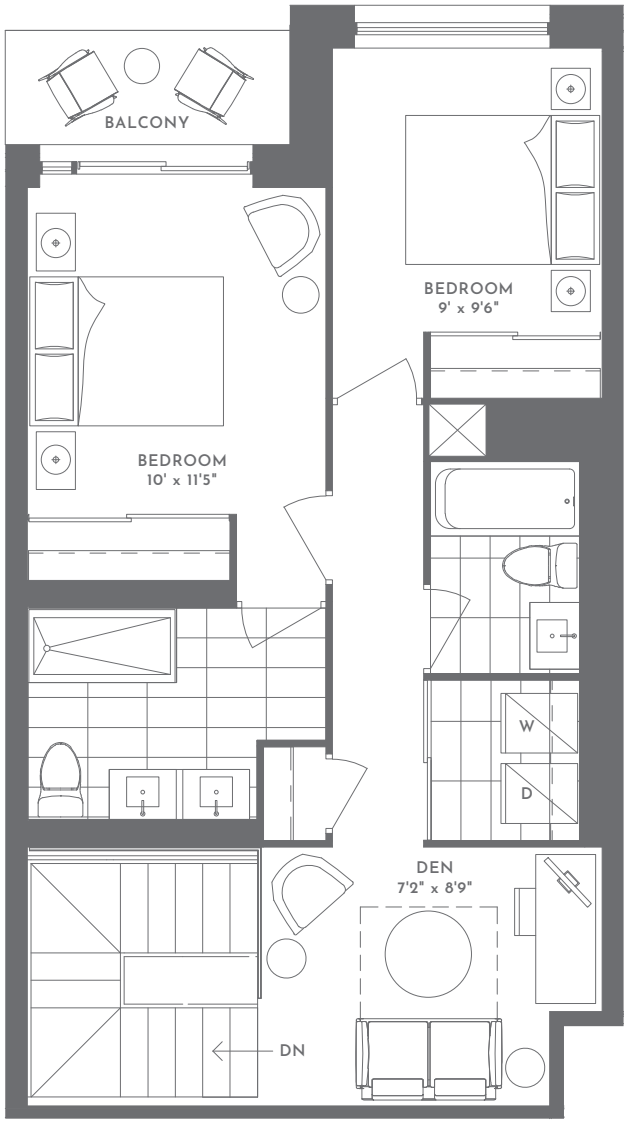 BALCONY
BEDROOM
9' x 9'6"
BEDROOM
10' x 11'5"
W
D
DEN
7'2" x 8'9"
DN